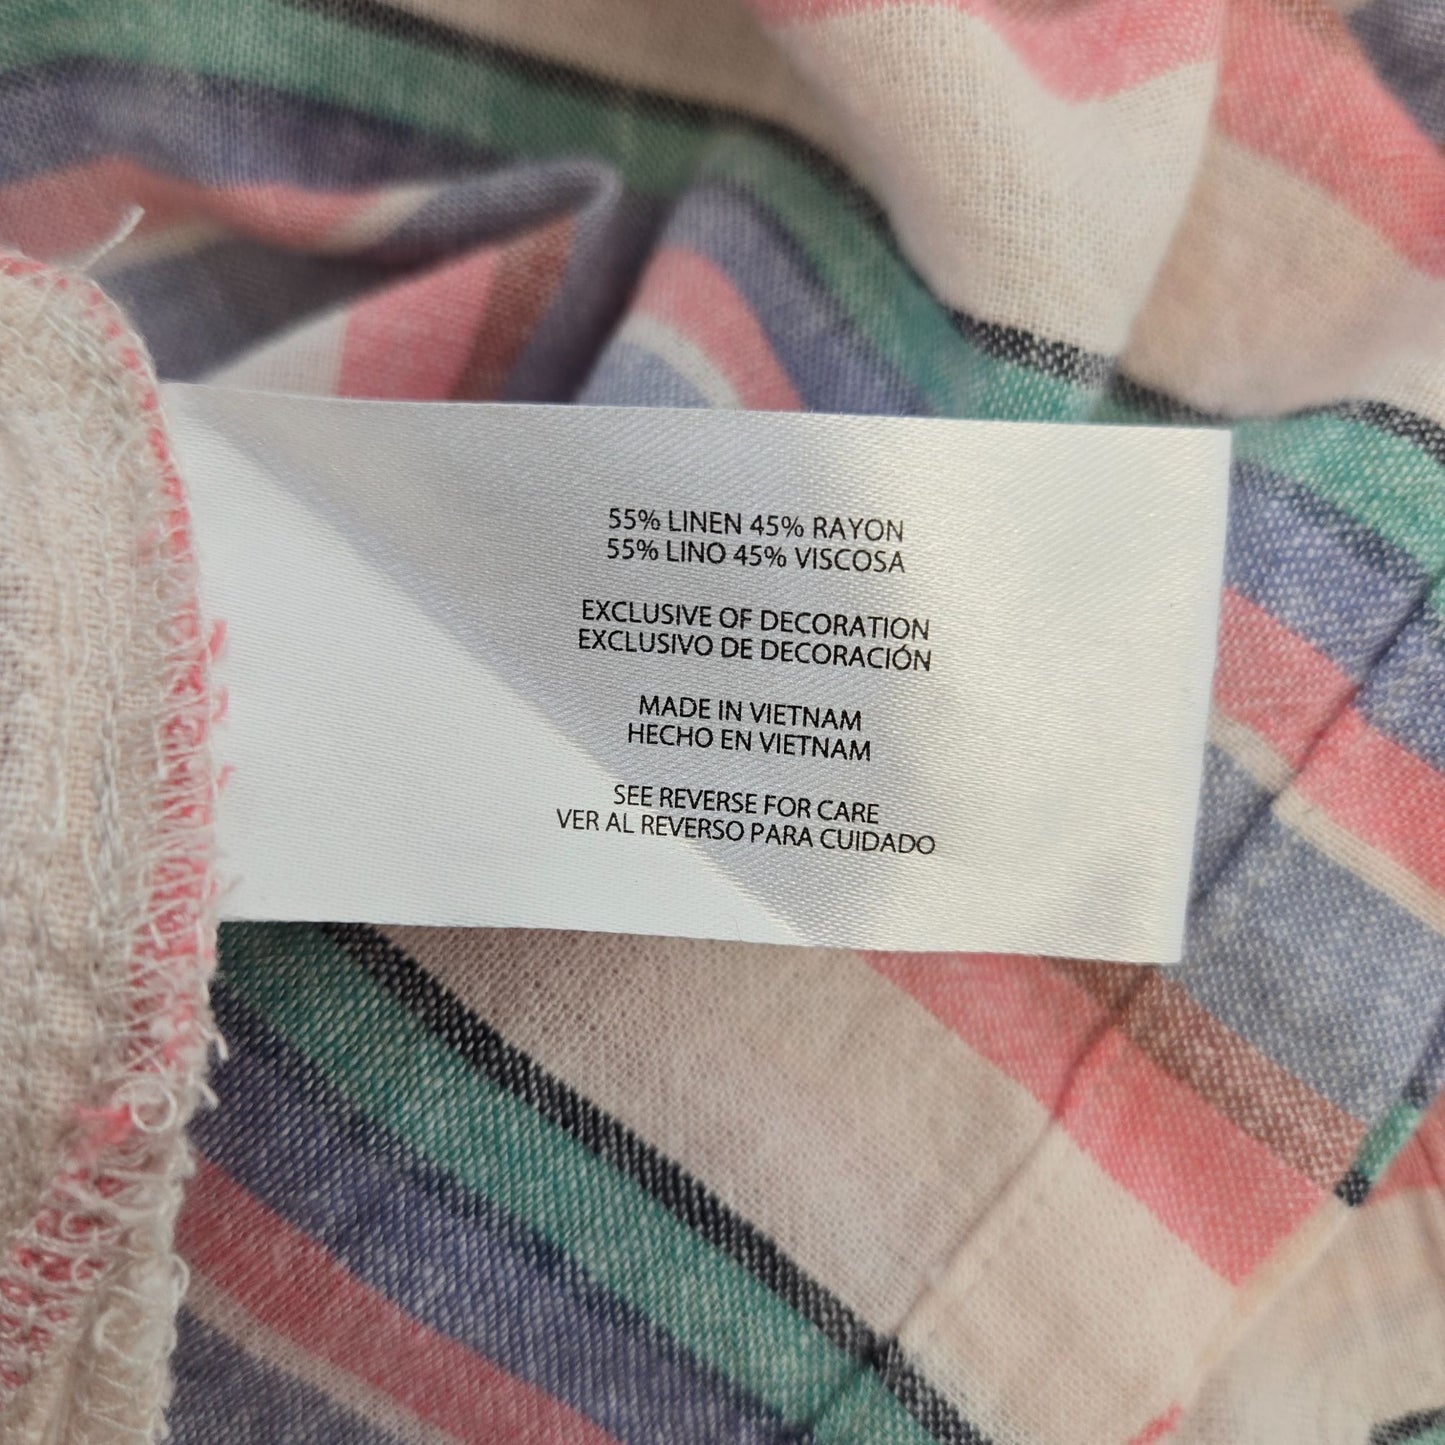 55% LINEN 45% RAYON
55% LINO 45% VISCOSA
EXCLUSIVE OF DECORATION
EXCLUSIVO DE DECORACIÓN
MADE IN VIETNAM
HECHO EN VIETNAM
SEE REVERSE FOR CARE
VER AL REVERSO PARA CUIDADO